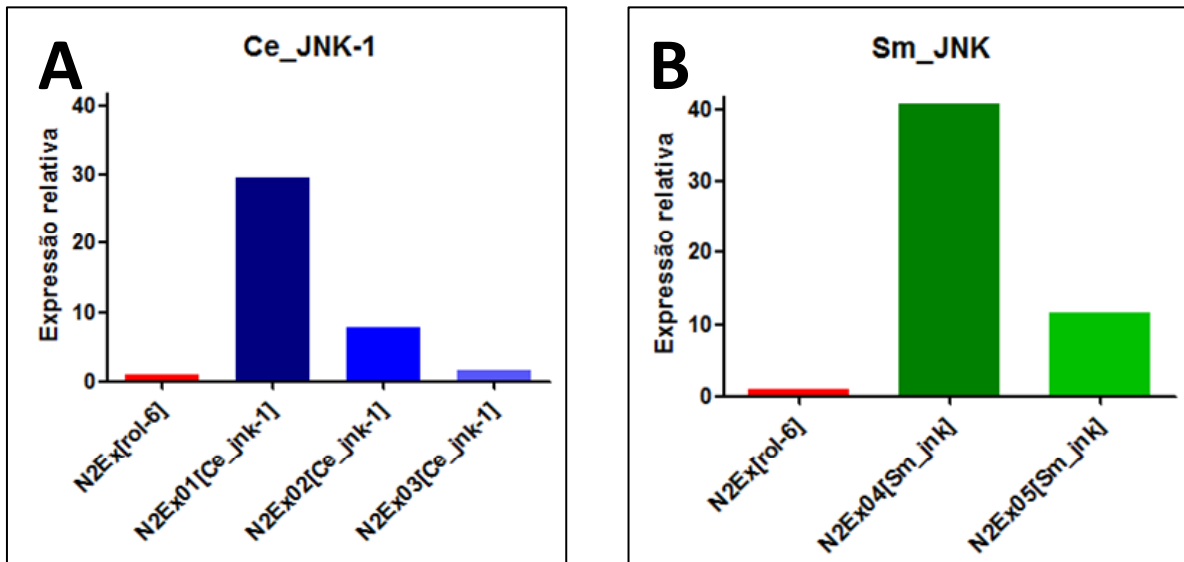 A
Ce_JNK-1
Expressão relativa
40
30
20
10
0
N2Ex[rol-6]
N2Ex01[Ce_jnk-1]
N2Ex02[Ce_jnk-1]
N2Ex03[Ce_jnk-1]
B
Sm_JNK
Expressão relativa
40
30
20
10
0
N2Ex[rol-6]
N2Ex04[Sm_jnk]
N2Ex05[Sm_jnk]